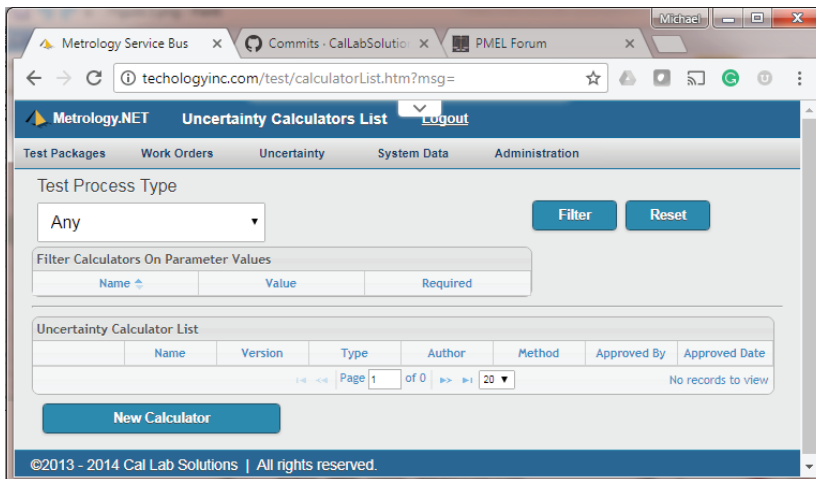 Michael
Metrology Service Bus
Commits · CalLabSolution
PMEL Forum
techologyinc.com/test/calculatorList.htm?msg=
Metrology.NET Uncertainty Calculators List Logout
Test Packages Work Orders Uncertainty System Data Administration
Test Process Type
Any
Filter Reset
Filter Calculators On Parameter Values
Name Value Required
Uncertainty Calculator List
Name Version Type Author Method Approved By Approved Date
Page 1 of 0 20 No records to view
New Calculator
©2013 - 2014 Cal Lab Solutions | All rights reserved.